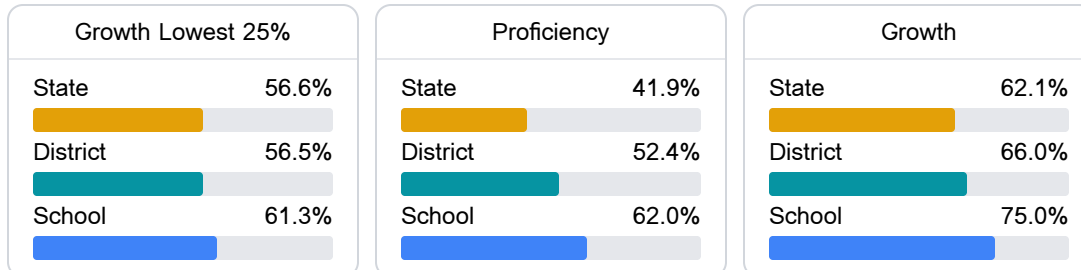 Growth Lowest 25%
State 56.6%
District 56.5%
School 61.3%
Proficiency
State 41.9%
District 52.4%
School 62.0%
Growth
State 62.1%
District 66.0%
School 75.0%